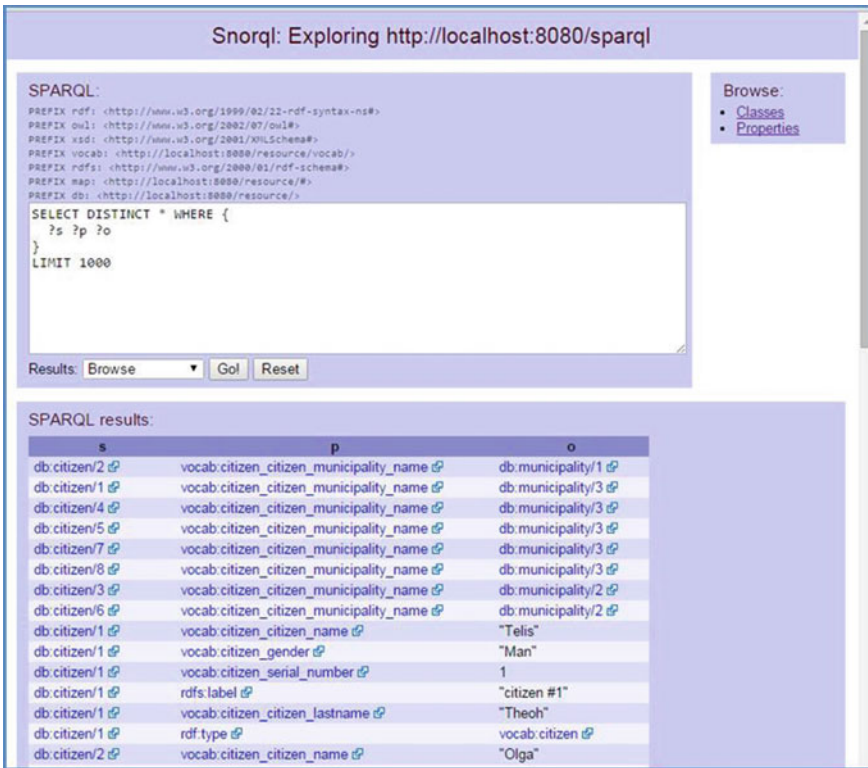 Snorql: Exploring http://localhost:8080/sparql
SPARQL:
PREFIX rdf: <http://www.w3.org/1999/02/22-rdf-syntax-ns#>
PREFIX owl: <http://www.w3.org/2002/07/owl#>
PREFIX xsd: <http://www.w3.org/2001/XMLSchema#>
PREFIX vocab: <http://localhost:8080/resource/vocab/>
PREFIX rdfs: <http://www.w3.org/2000/01/rdf-schema#>
PREFIX map: <http://localhost:8080/resource/#>
PREFIX db: <http://localhost:8080/resource/>
SELECT DISTINCT * WHERE {
?s ?p ?o
}
LIMIT 1000
Results: Browse Go! Reset
Browse:
• Classes
• Properties
SPARQL results:
s p o
db:citizen/2 vocab:citizen_citizen_municipality_name db:municipality/1
db:citizen/1 vocab:citizen_citizen_municipality_name db:municipality/3
db:citizen/4 vocab:citizen_citizen_municipality_name db:municipality/3
db:citizen/5 vocab:citizen_citizen_municipality_name db:municipality/3
db:citizen/7 vocab:citizen_citizen_municipality_name db:municipality/3
db:citizen/8 vocab:citizen_citizen_municipality_name db:municipality/3
db:citizen/3 vocab:citizen_citizen_municipality_name db:municipality/2
db:citizen/6 vocab:citizen_citizen_municipality_name db:municipality/2
db:citizen/1 vocab:citizen_citizen_name "Telis"
db:citizen/1 vocab:citizen_gender "Man"
db:citizen/1 vocab:citizen_serial_number 1
db:citizen/1 rdfs:label "citizen #1"
db:citizen/1 vocab:citizen_citizen_lastname "Theoh"
db:citizen/1 rdf:type vocab:citizen
db:citizen/2 vocab:citizen_citizen_name "Olga"